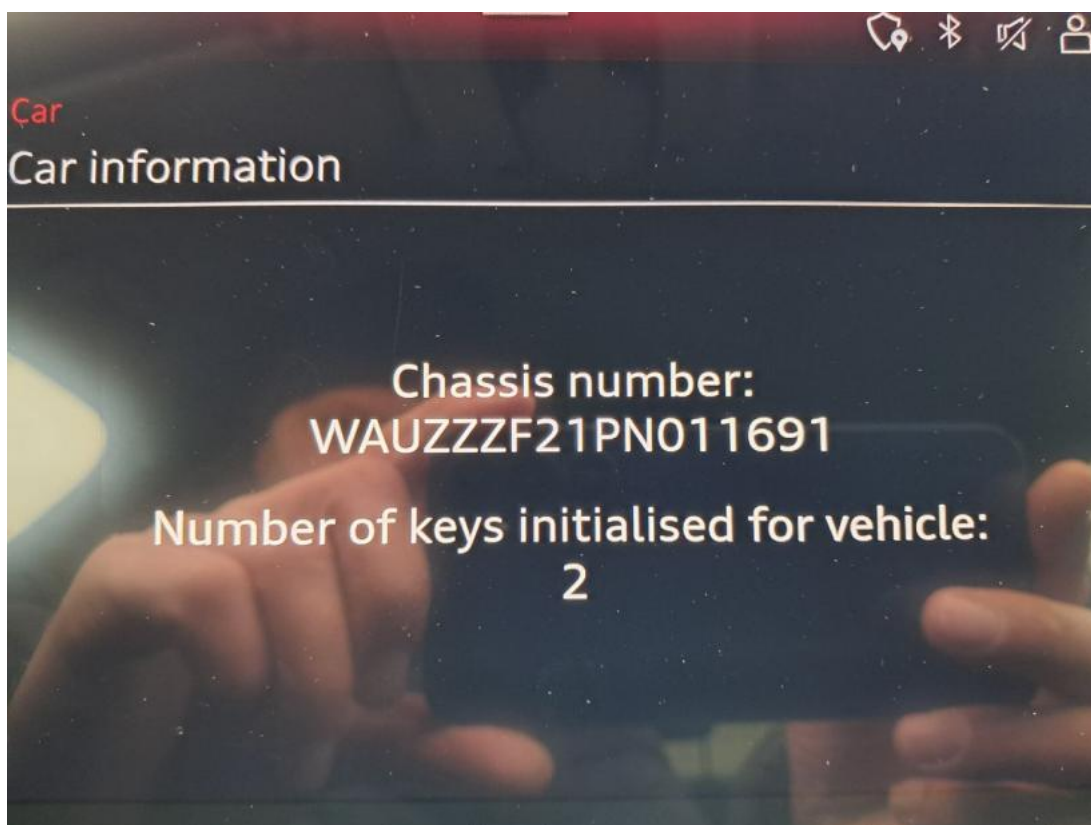 Car
Car information
Chassis number:
WAUZZZF21PN011691
Number of keys initialised for vehicle:
2